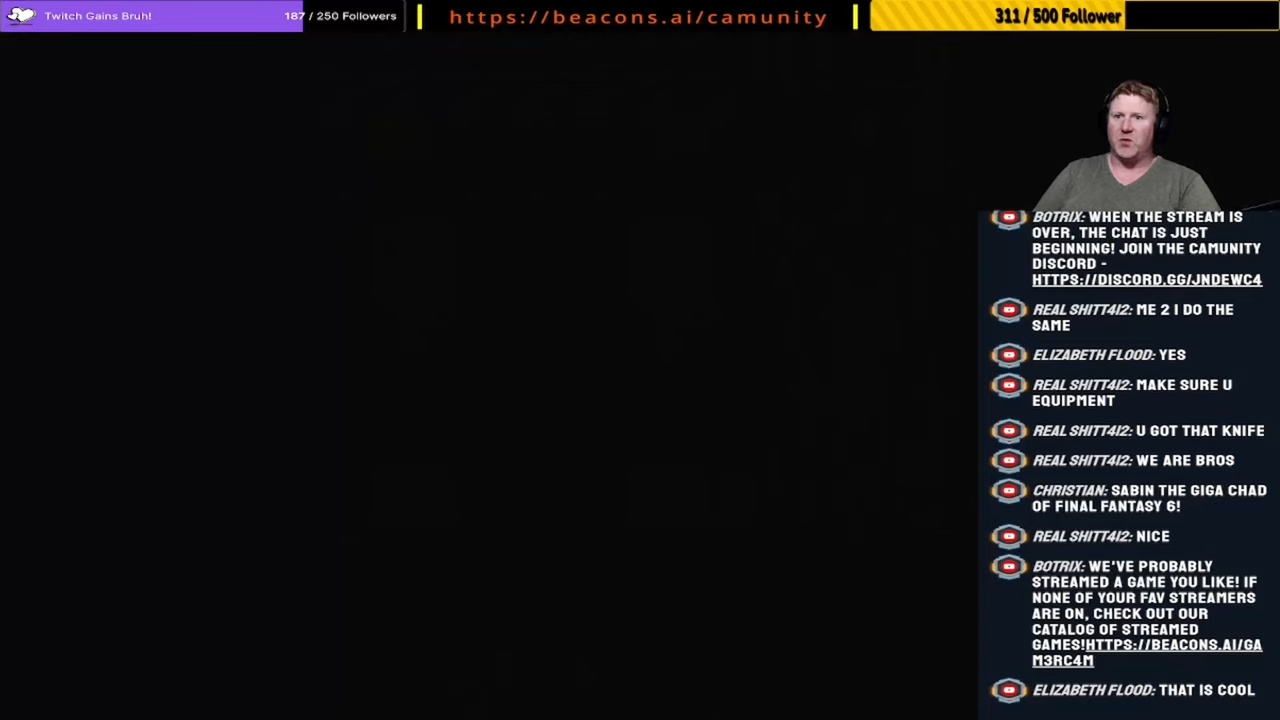 Twitch Gains Bruh!
187 / 250 Followers
https://beacons.ai/camunity
311 / 500 Follower
BOTRIX: WHEN THE STREAM IS
OVER, THE CHAT IS JUST
BEGINNING! JOIN THE CAMUNITY
DISCORD -
HTTPS://DISCORD.GG/JNDEWC4
REAL SHITT412: ME 2 I DO THE
SAME
ELIZABETH FLOOD: YES
REAL SHITT412: MAKE SURE U
EQUIPMENT
REAL SHITT412: U GOT THAT KNIFE
REAL SHITT412: WE ARE BROS
CHRISTIAN: SABIN THE GIGA CHAD
OF FINAL FANTASY 6!
REAL SHITT412: NICE
BOTRIX: WE'VE PROBABLY
STREAMED A GAME YOU LIKE! IF
NONE OF YOUR FAV STREAMERS
ARE ON, CHECK OUT OUR
CATALOG OF STREAMED
GAMES!HTTPS://BEACONS.AI/GA
M3RC4M
ELIZABETH FLOOD: THAT IS COOL